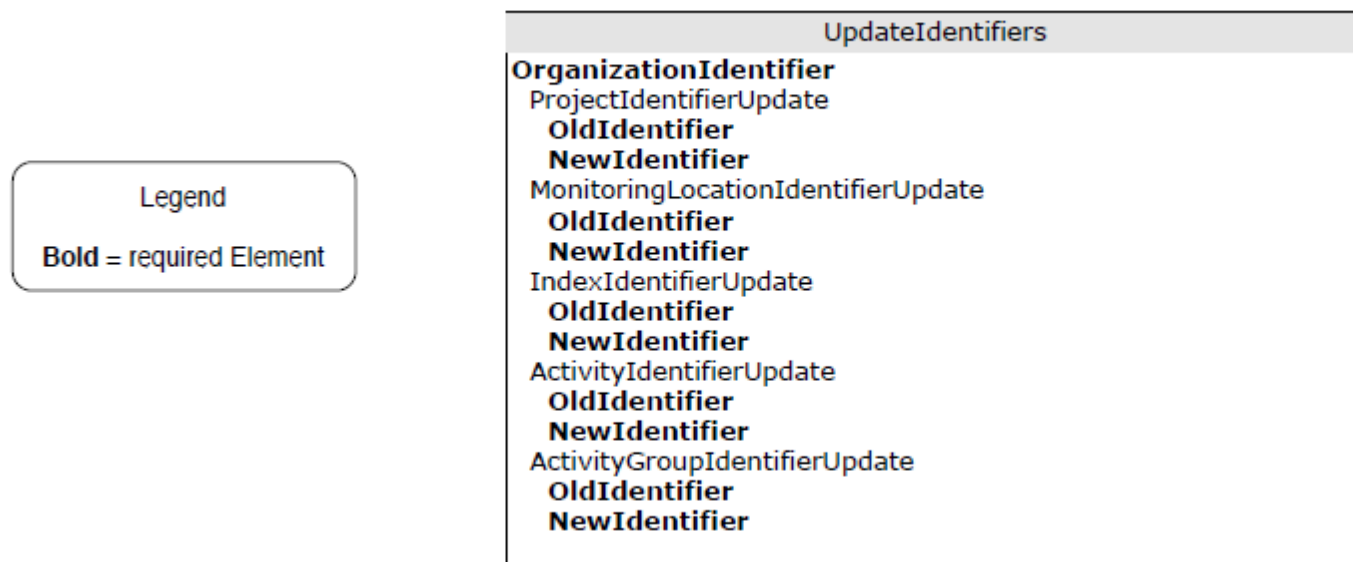 UpdateIdentifiers
OrganizationIdentifier
ProjectIdentifierUpdate
OldIdentifier
NewIdentifier
MonitoringLocationIdentifierUpdate
OldIdentifier
NewIdentifier
IndexIdentifierUpdate
OldIdentifier
NewIdentifier
ActivityIdentifierUpdate
OldIdentifier
NewIdentifier
ActivityGroupIdentifierUpdate
OldIdentifier
NewIdentifier
Legend
Bold = required Element